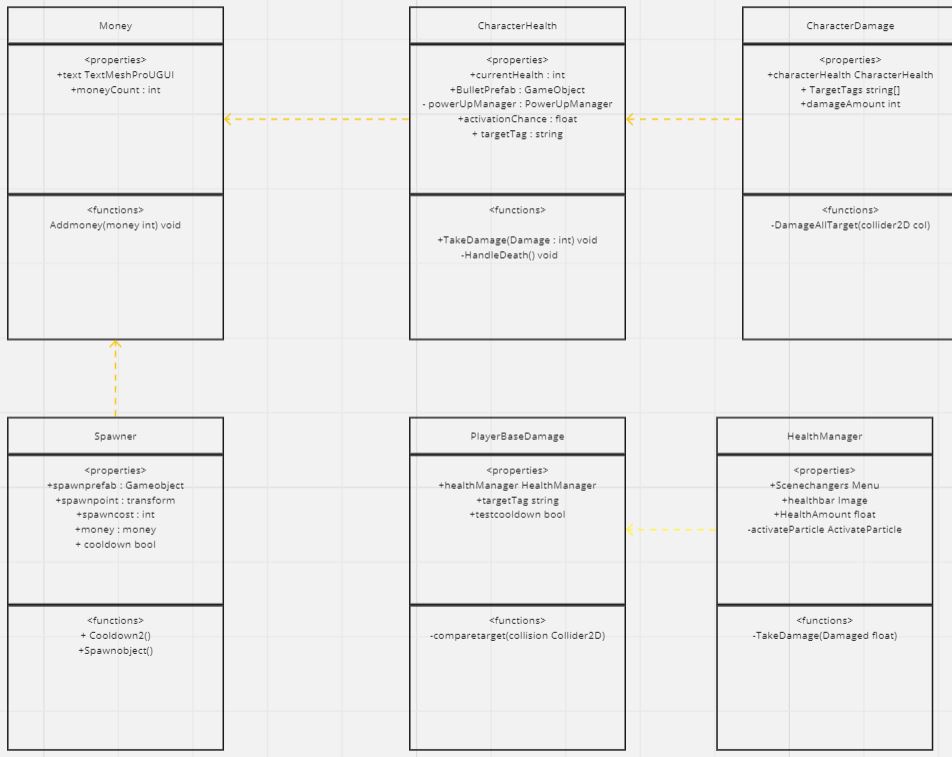 Money
<properties>
+text TextMeshProUGUI
+moneyCount : int
<functions>
Addmoney(money int) void
CharacterHealth
<properties>
+currentHealth : int
+BulletPrefab : GameObject
- powerUpManager : PowerUpManager
+activationChance : float
+ targetTag : string
<functions>
+TakeDamage(Damage : int) void
-HandleDeath() void
CharacterDamage
<properties>
+characterHealth CharacterHealth
+ TargetTags string[]
+damageAmount int
<functions>
-DamageAllTarget(collider2D col)
Spawner
<properties>
+spawnprefab : Gameobject
+spawnpoint : transform
+spawncost : int
+money : money
+ cooldown bool
<functions>
+ Cooldown2()
+Spawnobject()
PlayerBaseDamage
<properties>
+healthManager HealthManager
+targetTag string
+testcooldown bool
<functions>
-comparetarget(collision Collider2D)
HealthManager
<properties>
+Scenechangers Menu
+healthbar Image
+HealthAmount float
-activateParticle ActivateParticle
<functions>
-TakeDamage(Damaged float)